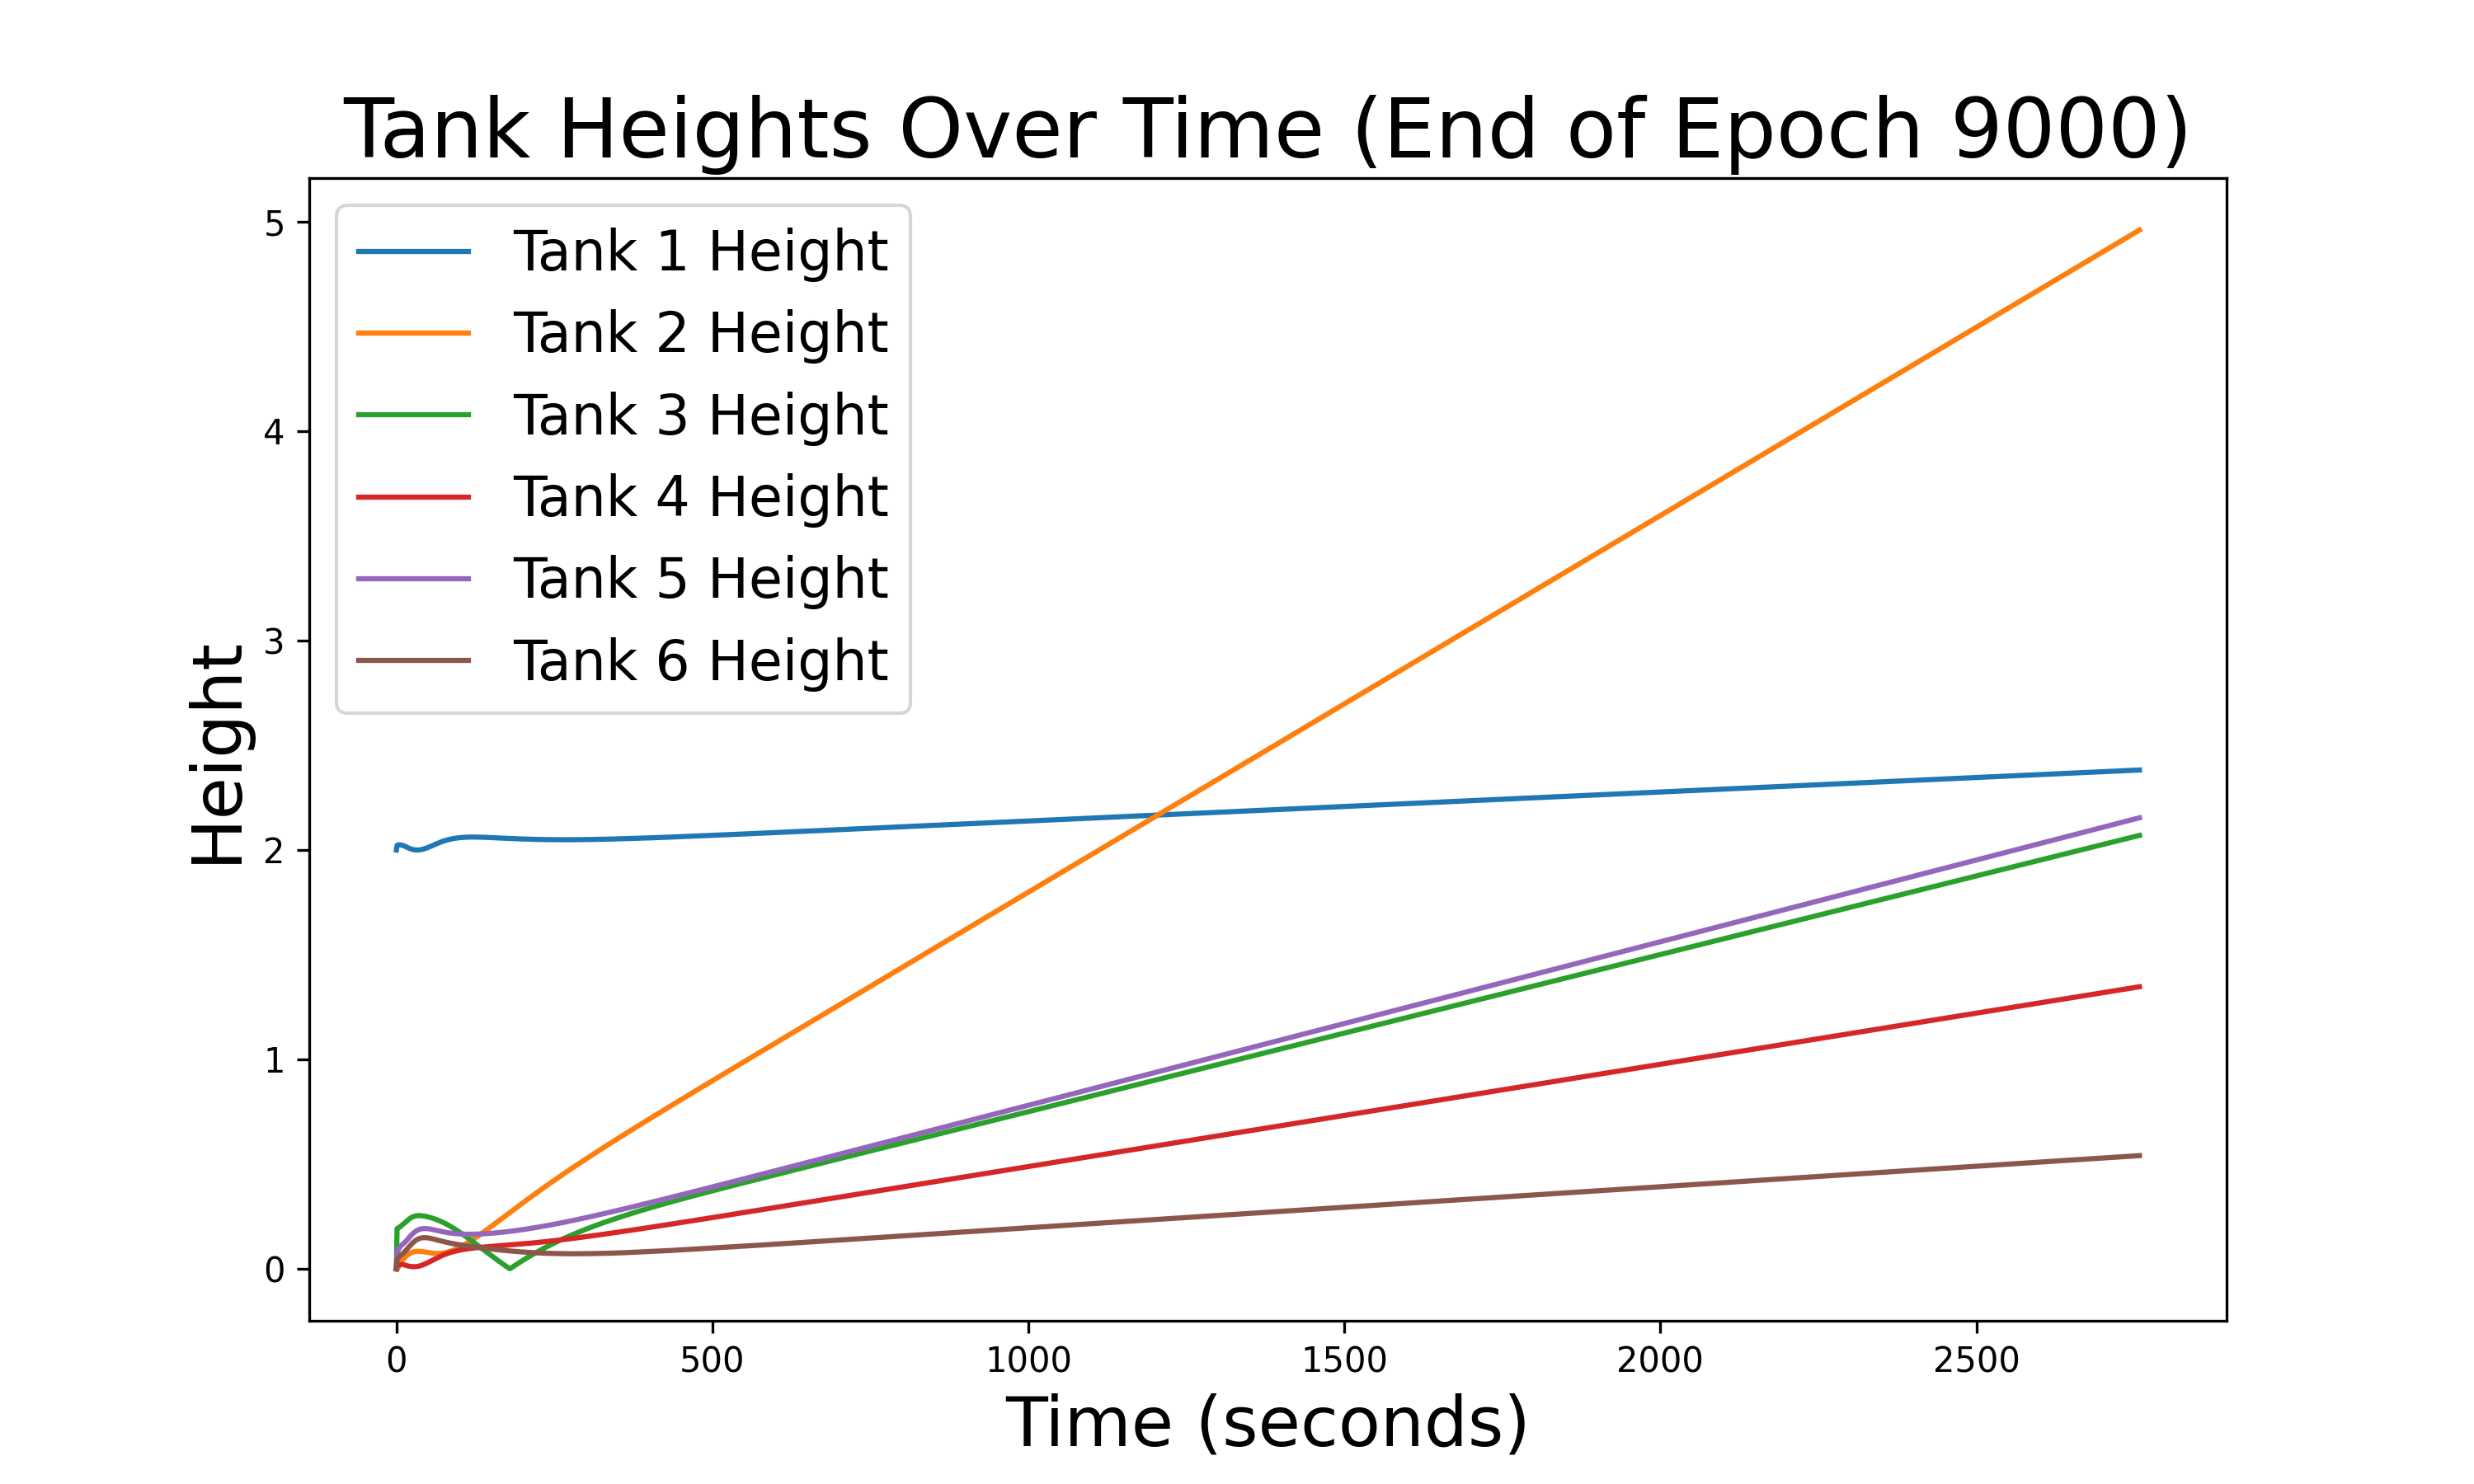 Tank Heights Over Time (End of Epoch 9000)
5
4
3
2
1
0
Height
Tank 1 Height
Tank 2 Height
Tank 3 Height
Tank 4 Height
Tank 5 Height
Tank 6 Height
0 500 1000 1500 2000 2500
Time (seconds)